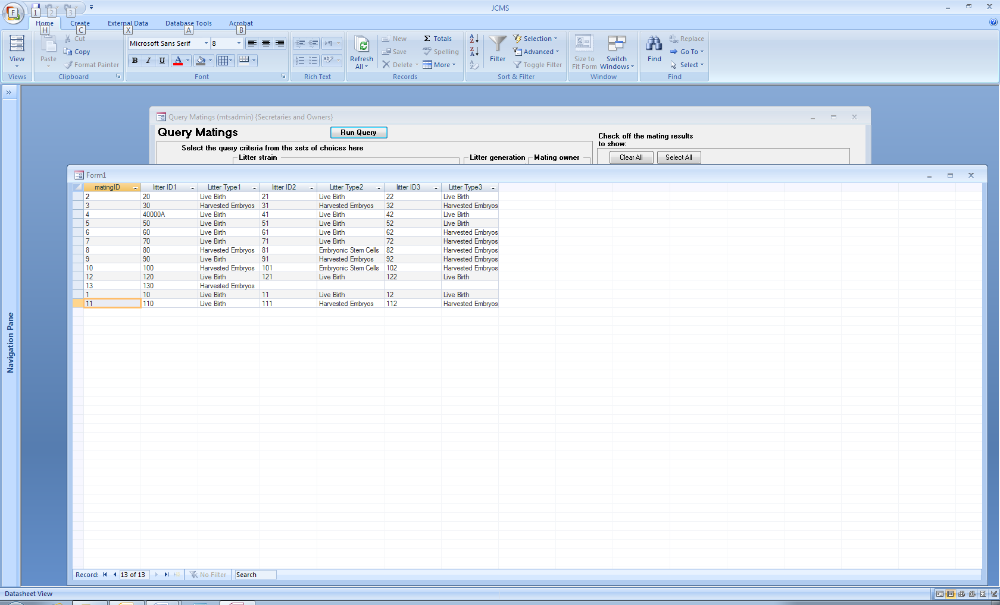 JCMS
F 1 2 3
Home Create External Data Database Tools Acrobat
H C X A B
View
Views
Paste
Cut
Copy
Format Painter
Clipboard
Microsoft Sans Serif 8
B I U A
Font
Rich Text
Refresh All
New
Save
Delete
Σ Totals
Spelling
More
Records
Filter
Selection
Advanced
Toggle Filter
Sort & Filter
Size to Fit Form
Switch Windows
Window
Find
Replace
Go To
Select
Find
Navigation Pane
Query Matings (mtsadmin) {Secretaries and Owners}
Query Matings Run Query
Select the query criteria from the sets of choices here
Litter strain Litter generation Mating owner
Check off the mating results
to show:
Clear All Select All
Form1
matingID litter ID1 Litter Type1 litter ID2 Litter Type2 litter ID3 Litter Type3
2 20 Live Birth 21 Live Birth 22 Live Birth
3 30 Harvested Embryos 31 Harvested Embryos 32 Harvested Embryos
4 40000A Live Birth 41 Live Birth 42 Live Birth
5 50 Live Birth 51 Live Birth 52 Live Birth
6 60 Live Birth 61 Live Birth 62 Harvested Embryos
7 70 Live Birth 71 Live Birth 72 Harvested Embryos
8 80 Harvested Embryos 81 Embryonic Stem Cells 82 Harvested Embryos
9 90 Live Birth 91 Harvested Embryos 92 Harvested Embryos
10 100 Harvested Embryos 101 Embryonic Stem Cells 102 Harvested Embryos
12 120 Live Birth 121 Live Birth 122 Live Birth
13 130 Harvested Embryos
1 10 Live Birth 11 Live Birth 12 Live Birth
11 110 Live Birth 111 Harvested Embryos 112 Harvested Embryos
Record: 13 of 13 No Filter Search
Datasheet View